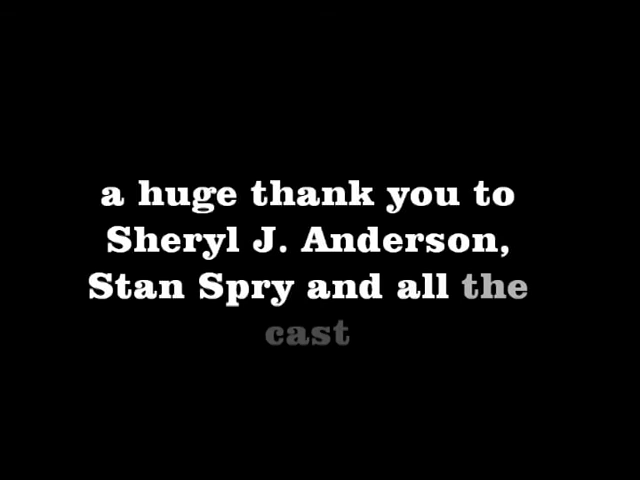 a huge thank you to
Sheryl J. Anderson,
Stan Spry and all the
cast